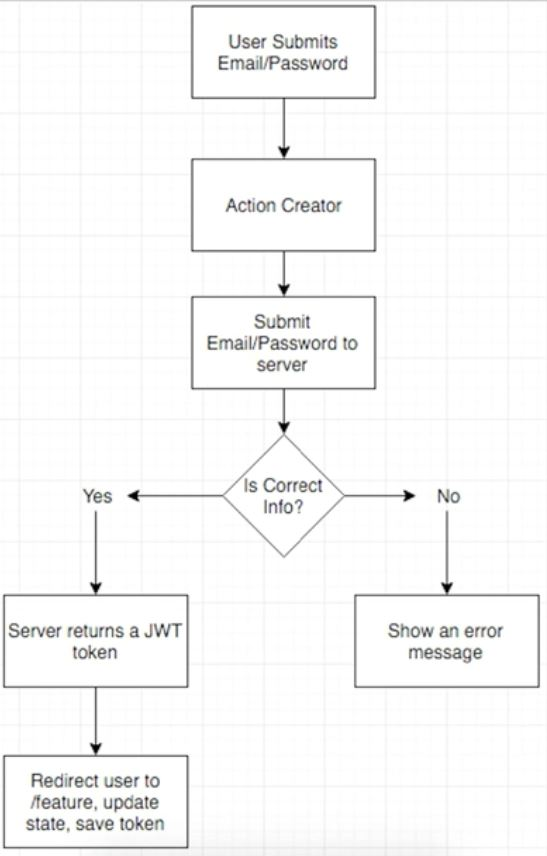 User Submits
Email/Password
Action Creator
Submit
Email/Password to
server
Is Correct
Info?
Yes
No
Server returns a JWT
token
Show an error
message
Redirect user to
/feature, update
state, save token